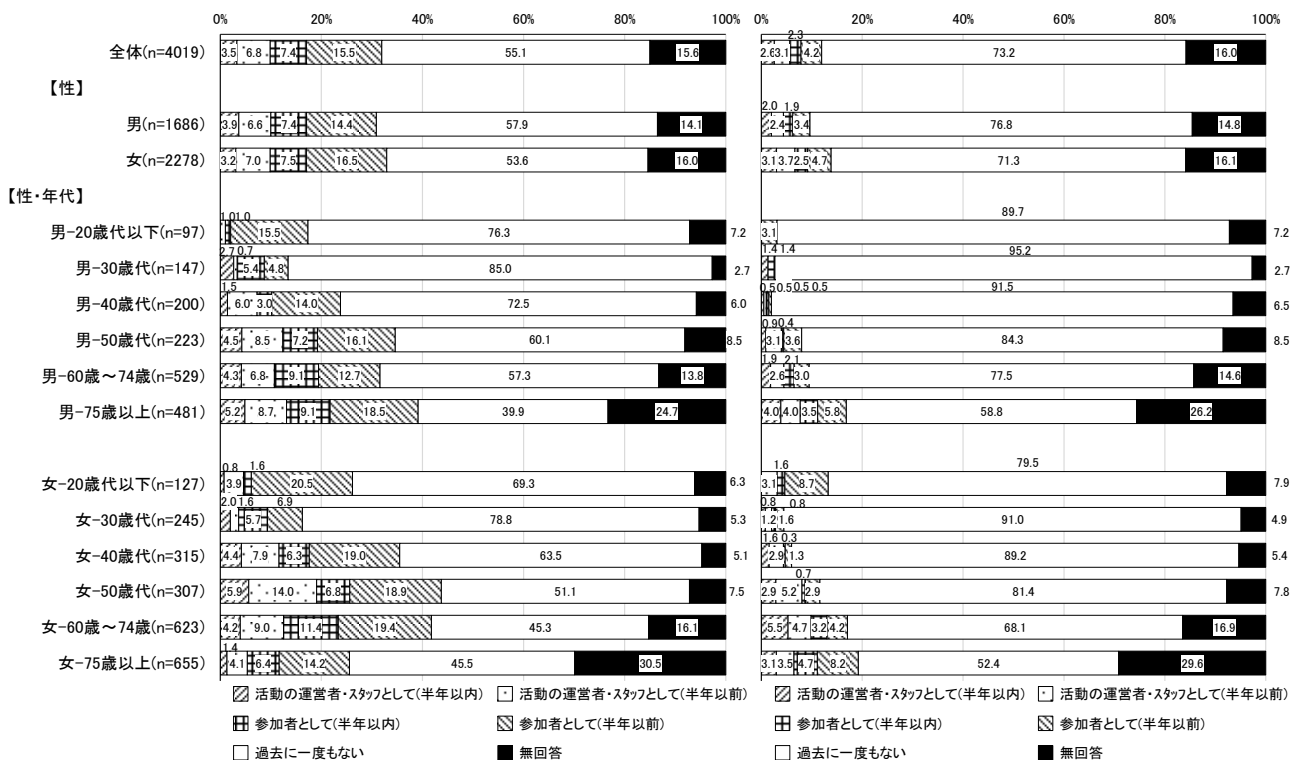 0% 20% 40% 60% 80% 100% 0% 20% 40% 60% 80% 100%
2.3
全体(n=4019) 3.5 6.8 7.4 15.5 55.1 15.6 2.6 3.1 4.2 73.2 16.0
【性】
2.0 1.9
男(n=1686) 3.9 6.6 7.4 14.4 57.9 14.1 2.4 3.4 76.8 14.8
女(n=2278) 3.2 7.0 7.5 16.5 53.6 16.0 3.1 3.7 2.5 4.7 71.3 16.1
【性・年代】
1.0 1.0 89.7
男-20歳代以下(n=97) 15.5 76.3 7.2 3.1 7.2
2.7 0.7 1.4 1.4 95.2
男-30歳代(n=147) 5.4 4.8 85.0 2.7 2.7
1.5 0.5 0.5 0.5 0.5 91.5
男-40歳代(n=200) 6.0 3.0 14.0 72.5 6.0 6.5
0.9 0.4
男-50歳代(n=223) 4.5 8.5 7.2 16.1 60.1 8.5 3.1 3.6 84.3 8.5
1.9 2.1
男-60歳～74歳(n=529) 4.3 6.8 9.1 12.7 57.3 13.8 2.6 3.0 77.5 14.6
男-75歳以上(n=481) 5.2 8.7 9.1 18.5 39.9 24.7 4.0 4.0 3.5 5.8 58.8 26.2
0.8 1.6 1.6 79.5
女-20歳代以下(n=127) 3.9 20.5 69.3 6.3 3.1 8.7 7.9
2.0 1.6 6.9 0.8 0.8
女-30歳代(n=245) 5.7 78.8 5.3 1.2 1.6 91.0 4.9
1.6 0.3
女-40歳代(n=315) 4.4 7.9 6.3 19.0 63.5 5.1 2.9 1.3 89.2 5.4
0.7
女-50歳代(n=307) 5.9 14.0 6.8 18.9 51.1 7.5 2.9 5.2 2.9 81.4 7.8
女-60歳～74歳(n=623) 4.2 9.0 11.4 19.4 45.3 16.1 5.5 4.7 3.2 4.2 68.1 16.9
1.4
女-75歳以上(n=655) 4.1 6.4 14.2 45.5 30.5 3.1 3.5 4.7 8.2 52.4 29.6
活動の運営者・スタッフとして(半年以内) 活動の運営者・スタッフとして(半年以前) 活動の運営者・スタッフとして(半年以内) 活動の運営者・スタッフとして(半年以前)
参加者として(半年以内) 参加者として(半年以前) 参加者として(半年以内) 参加者として(半年以前)
過去に一度もない 無回答 過去に一度もない 無回答